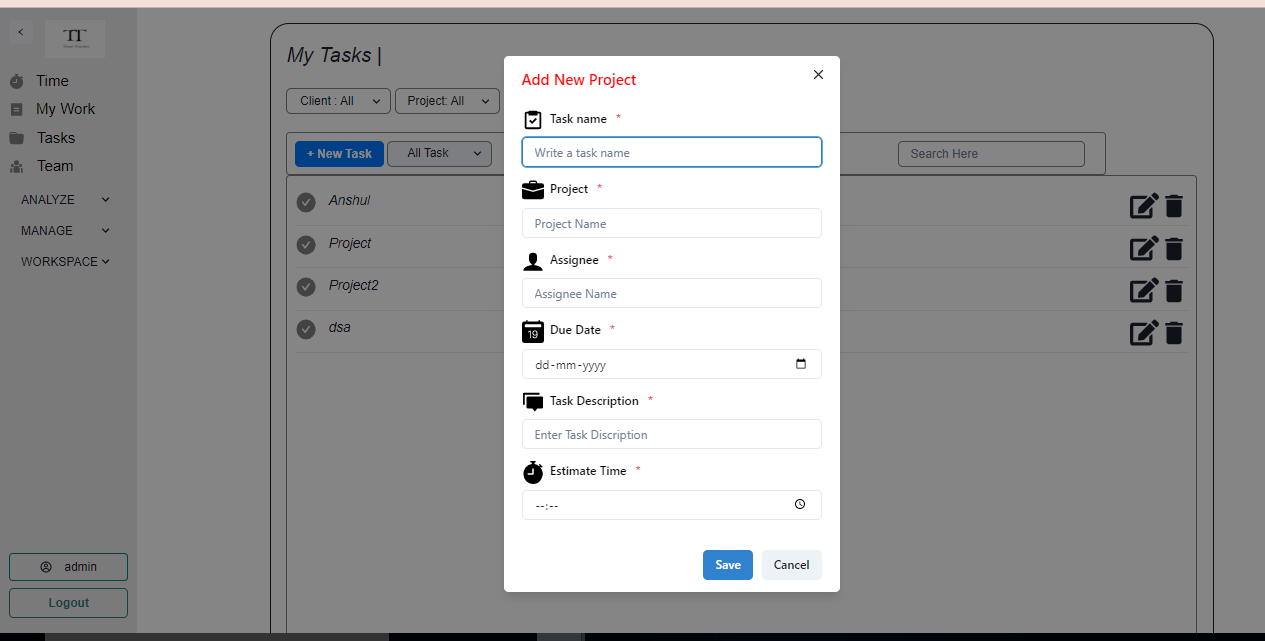 TT
Time
My Work
Tasks
Team
ANALYZE
MANAGE
WORKSPACE
admin
Logout
My Tasks |
Client : All
Project: All
+ New Task
All Task
Search Here
Anshul
Project
Project2
dsa
Add New Project
Task name *
Write a task name
Project *
Project Name
Assignee *
Assignee Name
19
Due Date *
dd-mm-yyyy
Task Description *
Enter Task Discription
Estimate Time *
--:--
Save
Cancel